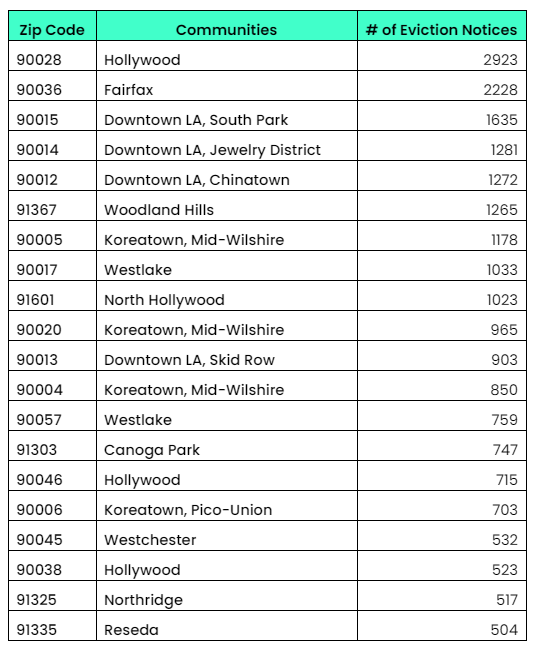 Zip Code Communities # of Eviction Notices
90028 Hollywood 2923
90036 Fairfax 2228
90015 Downtown LA, South Park 1635
90014 Downtown LA, Jewelry District 1281
90012 Downtown LA, Chinatown 1272
91367 Woodland Hills 1265
90005 Koreatown, Mid-Wilshire 1178
90017 Westlake 1033
91601 North Hollywood 1023
90020 Koreatown, Mid-Wilshire 965
90013 Downtown LA, Skid Row 903
90004 Koreatown, Mid-Wilshire 850
90057 Westlake 759
91303 Canoga Park 747
90046 Hollywood 715
90006 Koreatown, Pico-Union 703
90045 Westchester 532
90038 Hollywood 523
91325 Northridge 517
91335 Reseda 504